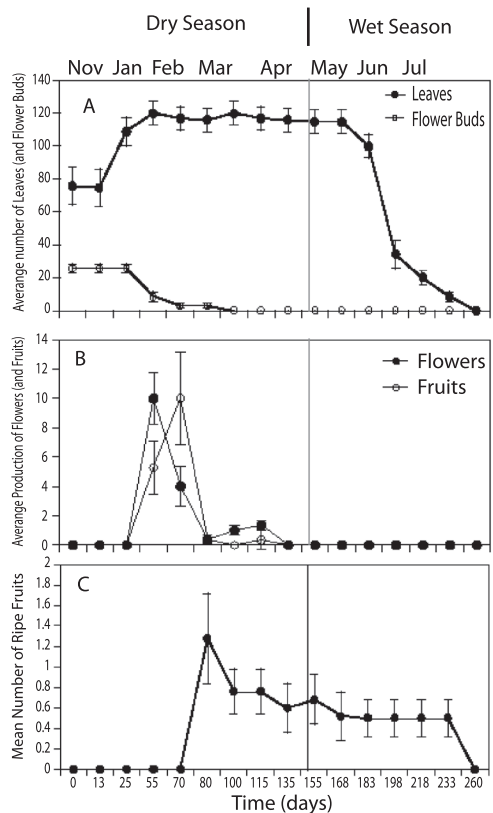 Dry Season Wet Season
Nov Jan Feb Mar Apr May Jun Jul
A
Leaves
Flower Buds
Averange number of Leaves (and Flower Buds)
140
120
100
80
60
40
20
0
B
Flowers
Fruits
Averange Production of Flowers (and Fruits)
14
12
10
8
6
4
2
0
C
Mean Number of Ripe Fruits
2
1.8
1.6
1.4
1.2
1
0.8
0.6
0.4
0.2
0
0 13 25 55 70 80 100 115 135 155 168 183 198 218 233 260
Time (days)